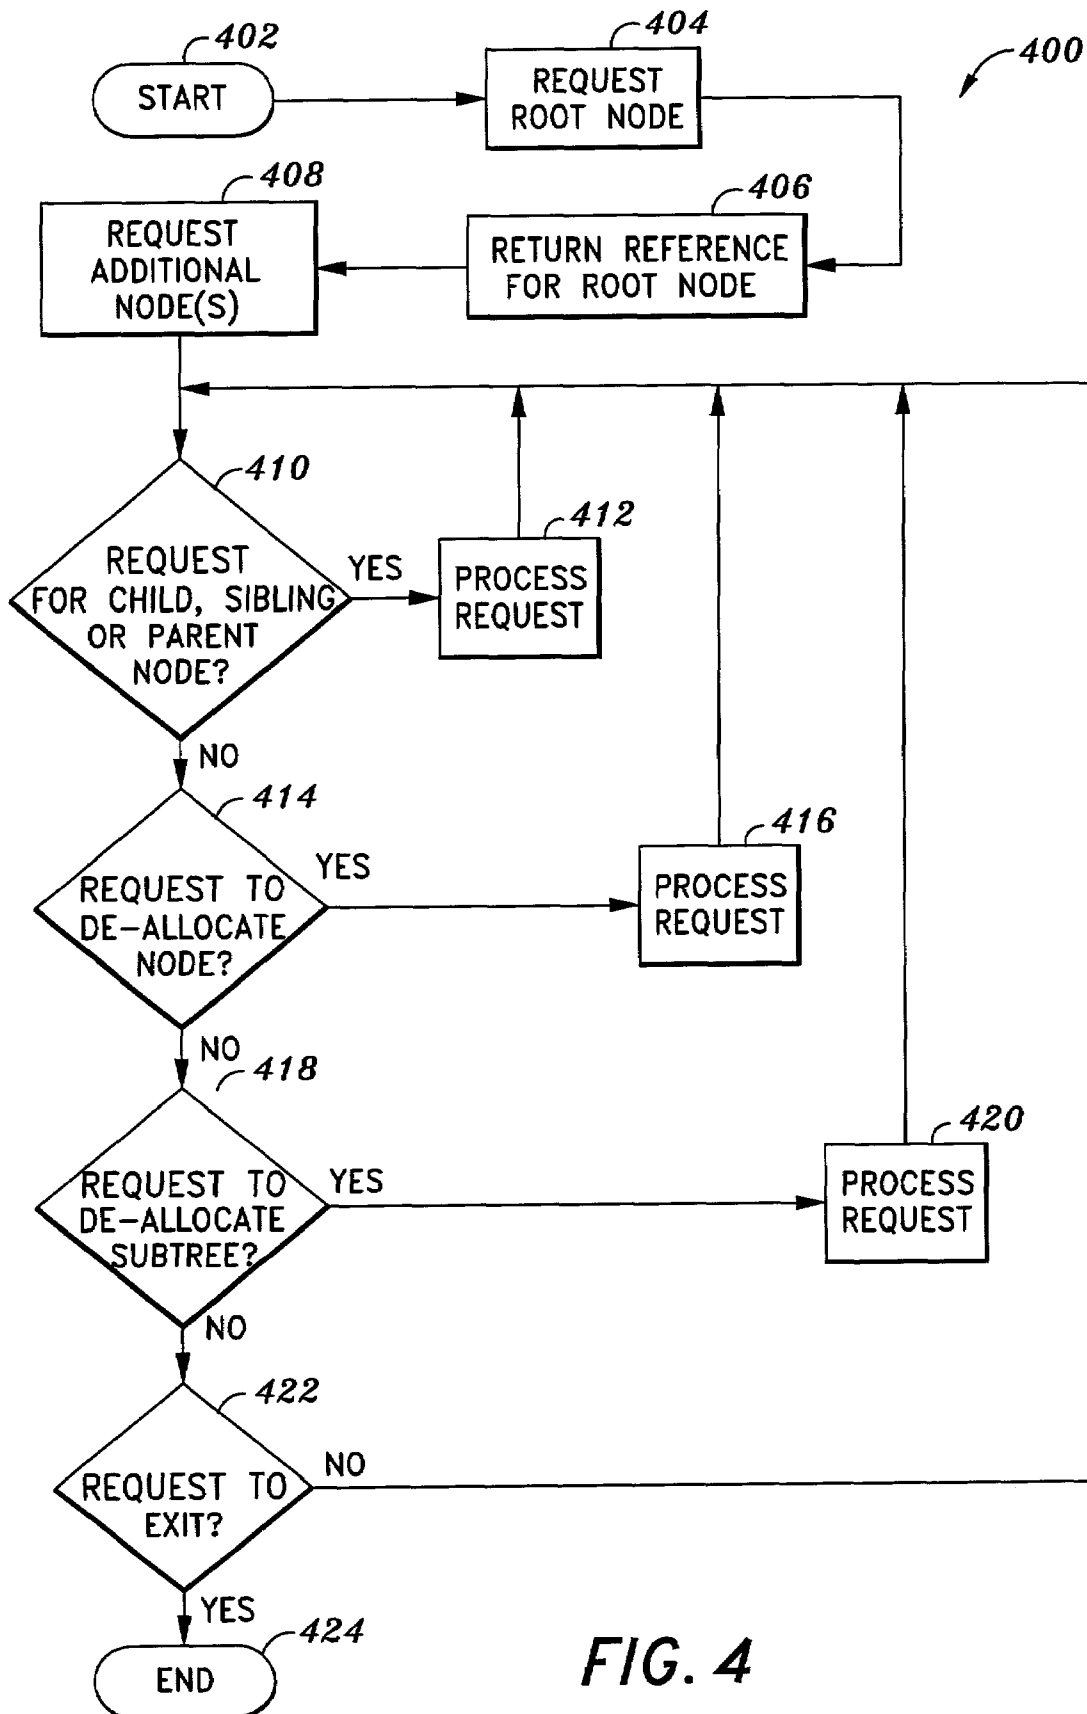 402
START
404
REQUEST
ROOT NODE
400
408
REQUEST
ADDITIONAL
NODE(S)
406
RETURN REFERENCE
FOR ROOT NODE
410
REQUEST
FOR CHILD, SIBLING
OR PARENT
NODE?
YES
412
PROCESS
REQUEST
NO
414
REQUEST TO
DE-ALLOCATE
NODE?
YES
416
PROCESS
REQUEST
NO
418
REQUEST TO
DE-ALLOCATE
SUBTREE?
YES
420
PROCESS
REQUEST
NO
422
REQUEST TO
EXIT?
NO
YES
424
END
FIG. 4